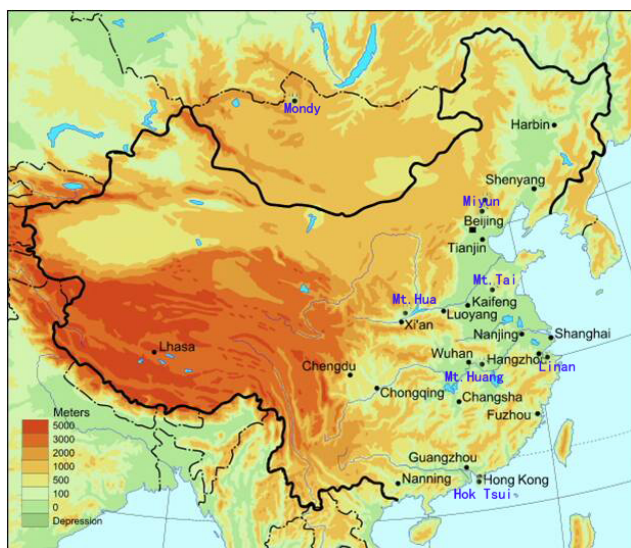 Mondy
Harbin
Shenyang
Miyun
Beijing
Tianjin
Mt.Tai
Mt.Hua
Kaifeng
Luoyang
Xi'an
Nanjing
Shanghai
Lhasa
Chengdu
Wuhan
Hangzhou
Linan
Mt.Huang
Chongqing
Changsha
Fuzhou
Guangzhou
Nanning
Hong Kong
Hok Tsui
Meters
5000
3000
2000
1000
500
100
0
Depression